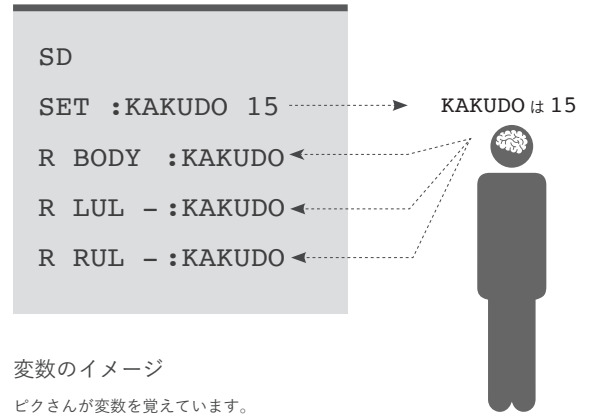 SD
SET :KAKUDO 15
KAKUDO は 15
R BODY :KAKUDO
R LUL -:KAKUDO
R RUL -:KAKUDO
変数のイメージ
ピクさんが変数を覚えています。